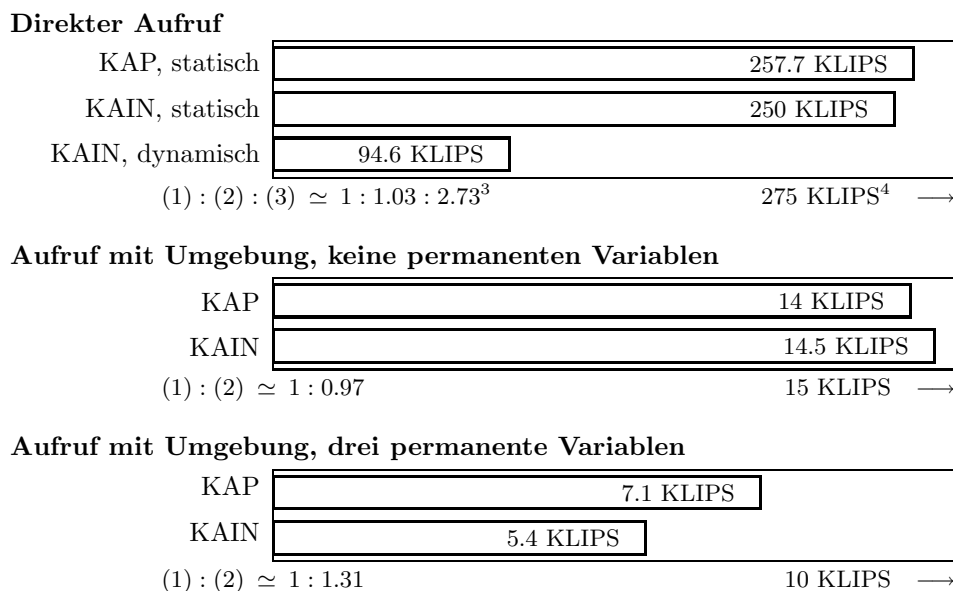 Direkter Aufruf
KAP, statisch 257.7 KLIPS
KAIN, statisch 250 KLIPS
KAIN, dynamisch 94.6 KLIPS
(1) : (2) : (3) ≃ 1 : 1.03 : 2.73³ 275 KLIPS⁴ ⟶
Aufruf mit Umgebung, keine permanenten Variablen
KAP 14 KLIPS
KAIN 14.5 KLIPS
(1) : (2) ≃ 1 : 0.97 15 KLIPS ⟶
Aufruf mit Umgebung, drei permanente Variablen
KAP 7.1 KLIPS
KAIN 5.4 KLIPS
(1) : (2) ≃ 1 : 1.31 10 KLIPS ⟶